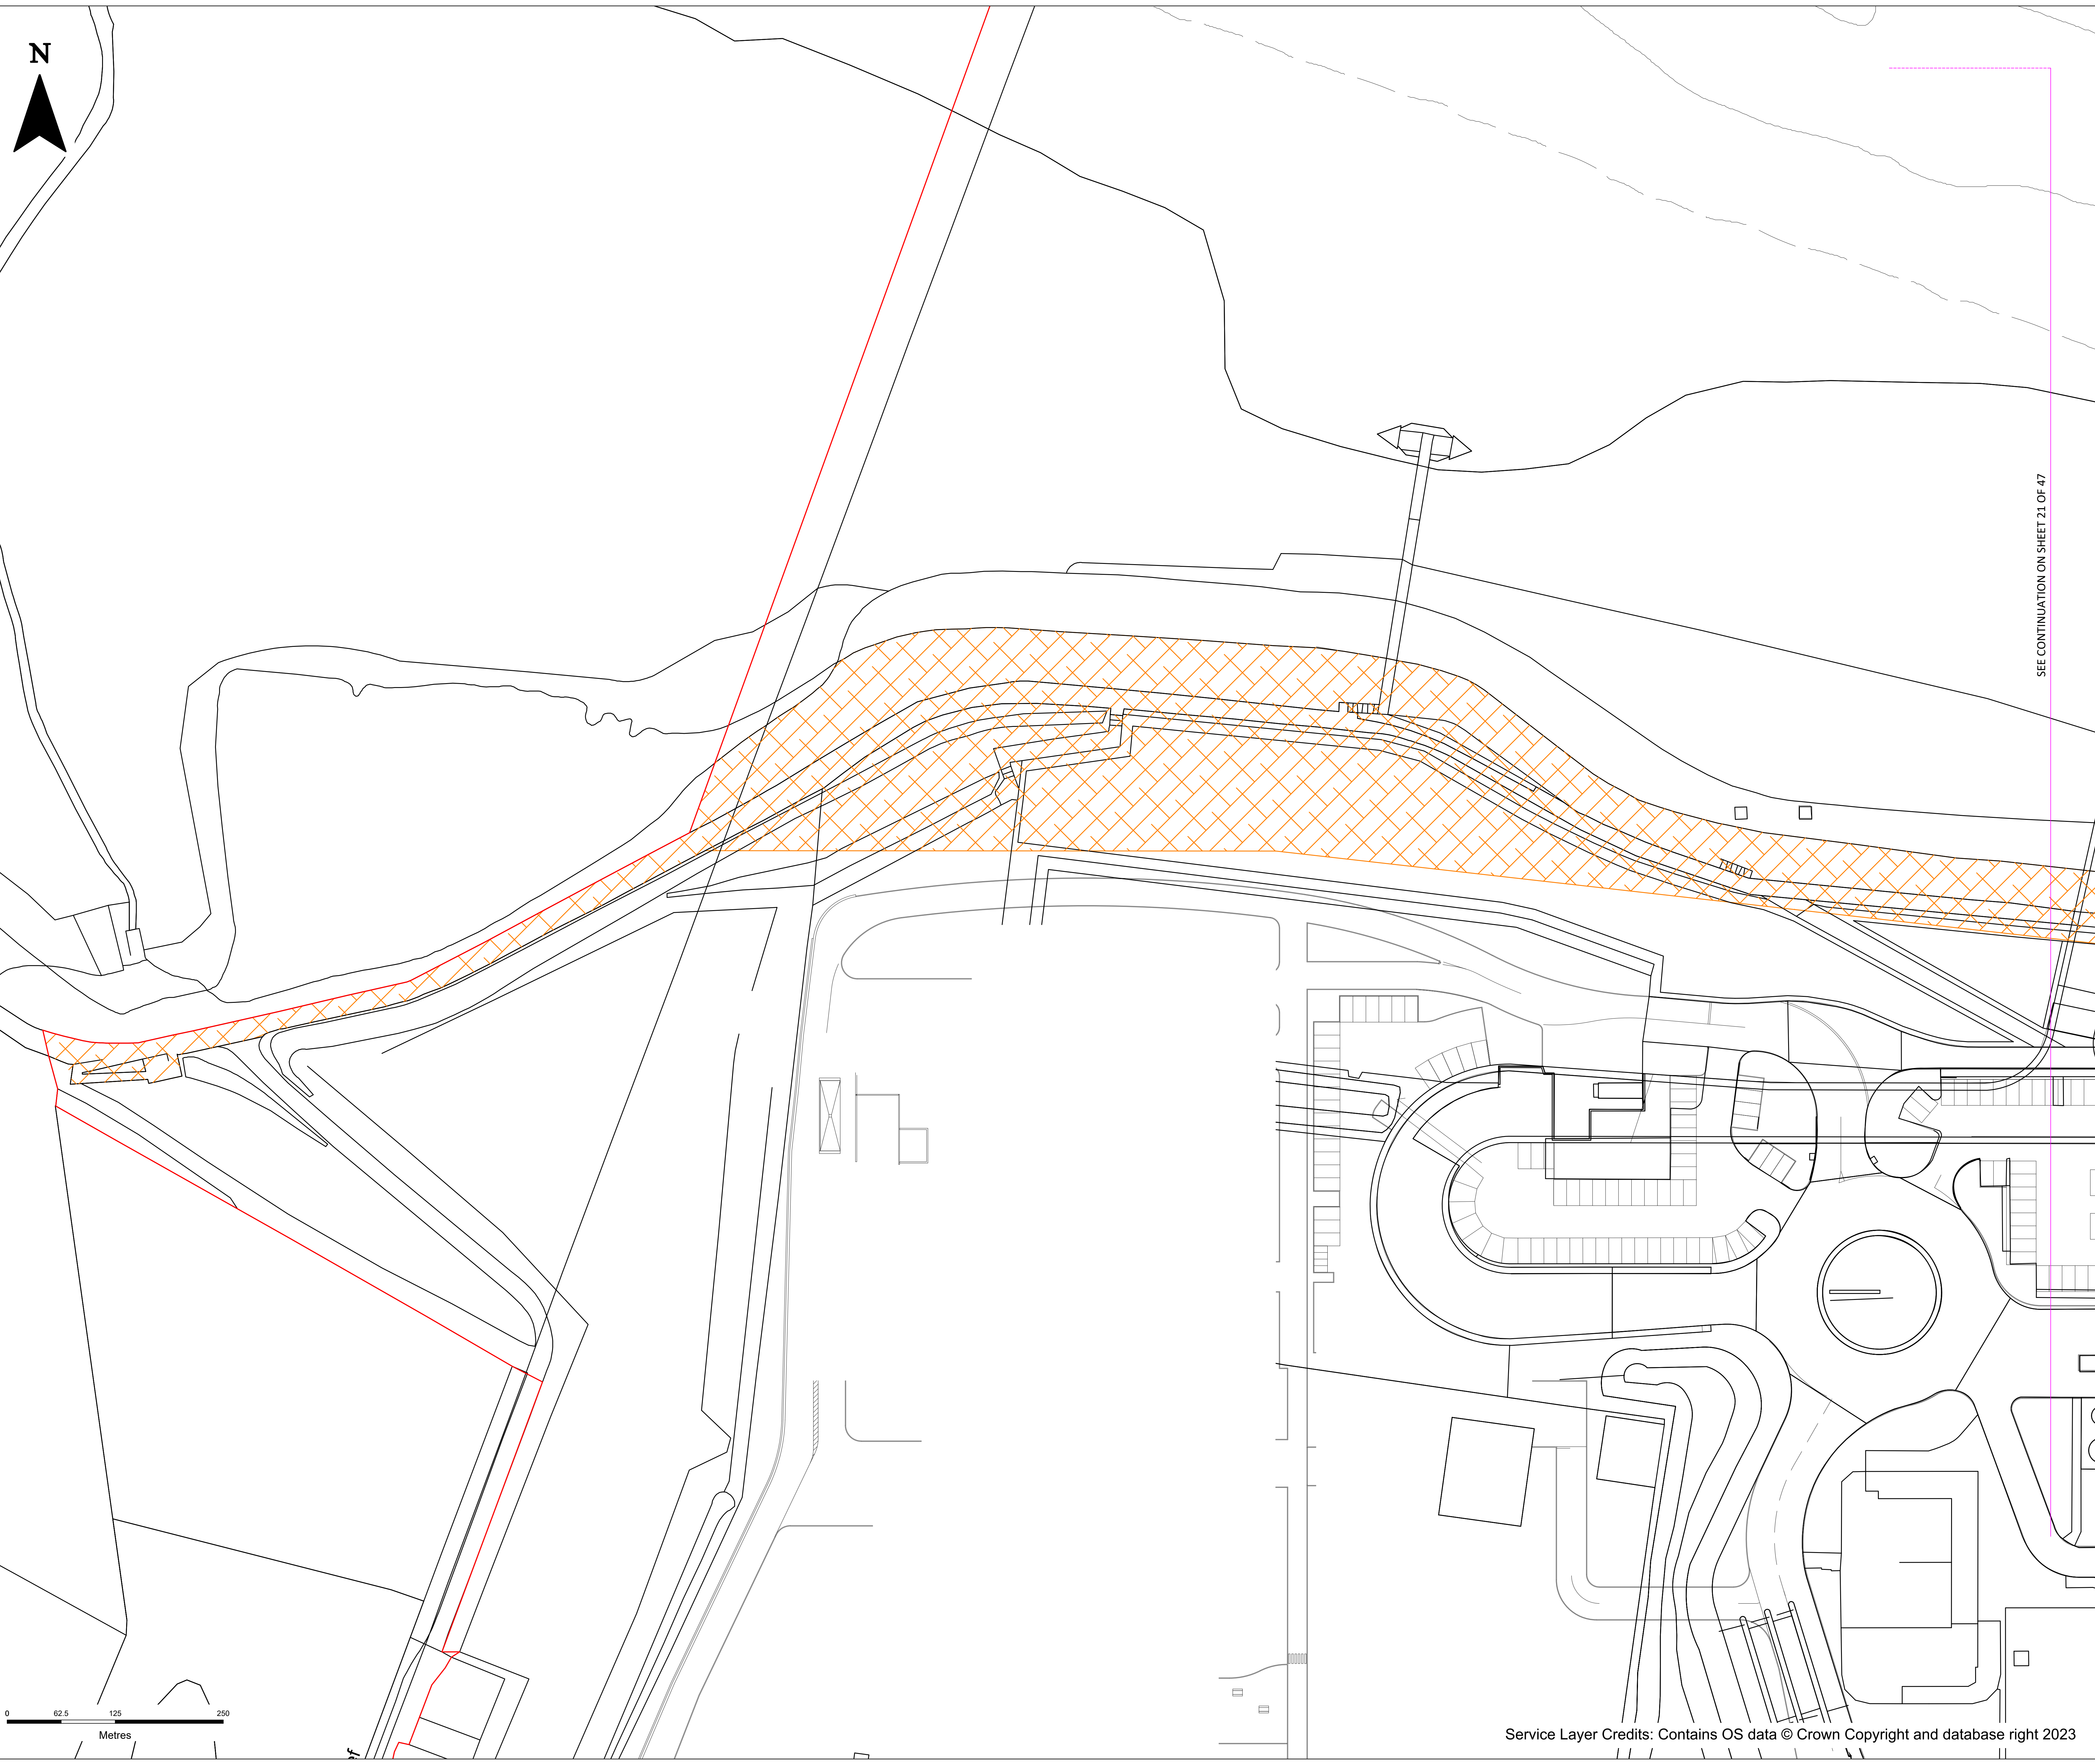 N
SEE CONTINUATION ON SHEET 21 OF 47
0 62.5 125 250
Metres
Service Layer Credits: Contains OS data © Crown Copyright and database right 2023